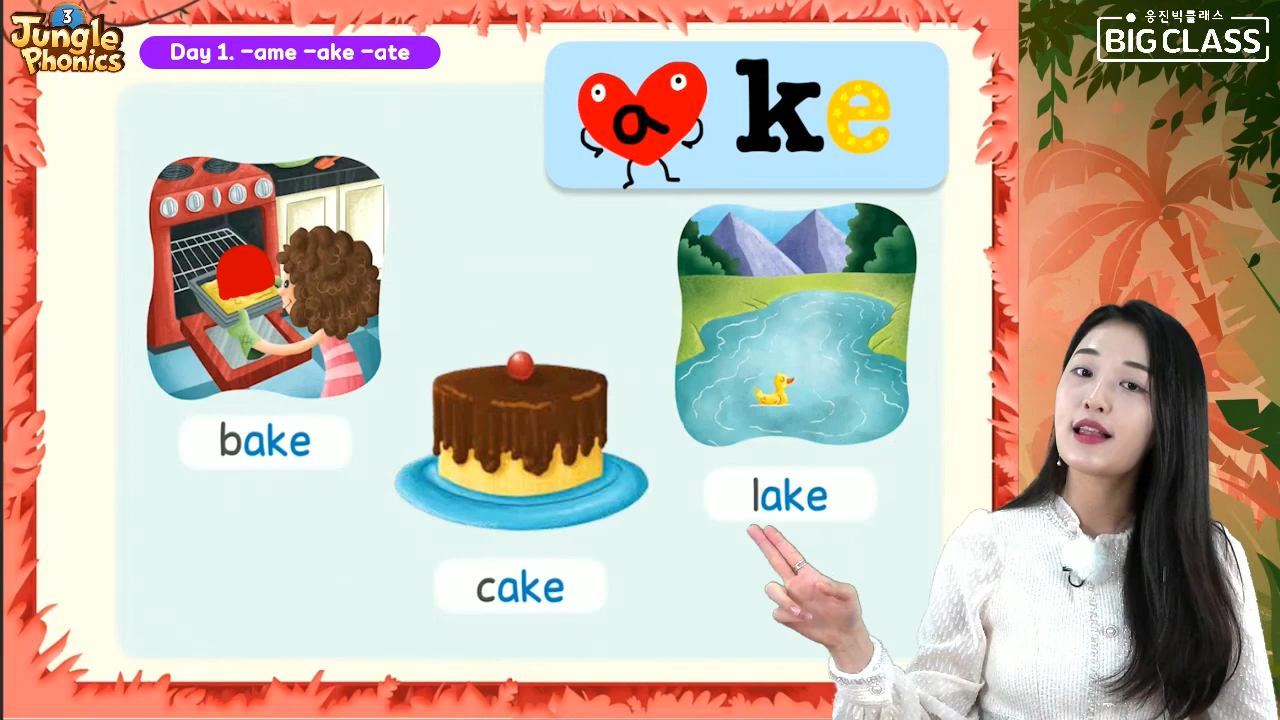 3
Jungle
Phonics
Day 1. -ame -ake -ate
a ke
웅진빅클래스
BIG CLASS
bake
cake
lake